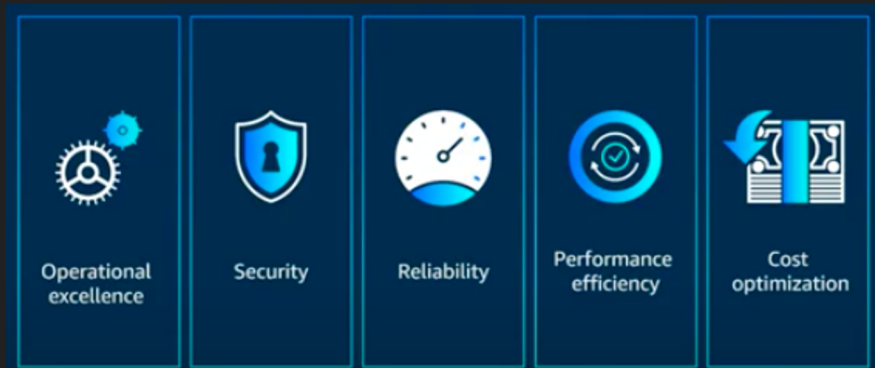 Operational
excellence
Security
Reliability
Performance
efficiency
Cost
optimization